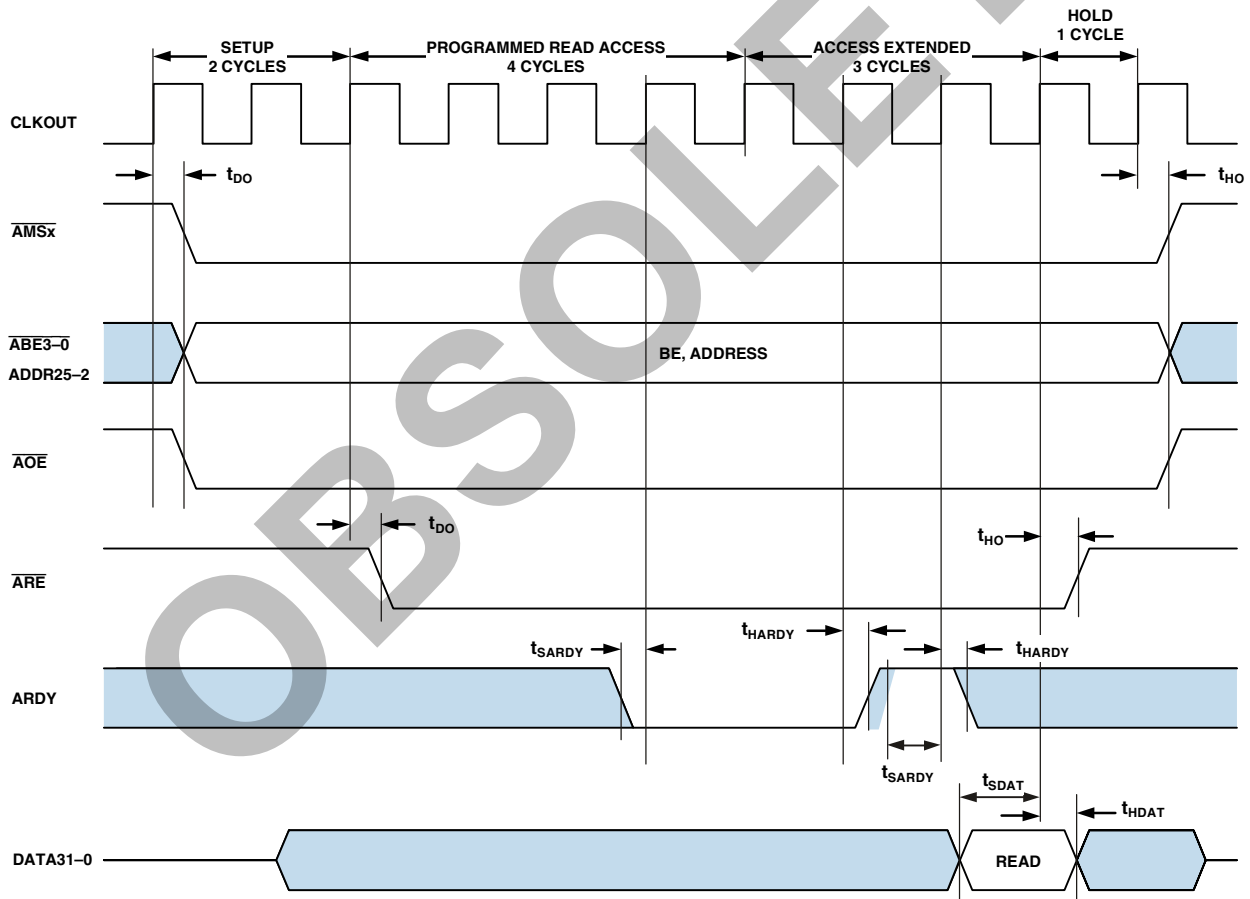 HOLD
1 CYCLE
SETUP
2 CYCLES
PROGRAMMED READ ACCESS
4 CYCLES
ACCESS EXTENDED
3 CYCLES
CLKOUT
tDO
tHO
AMSx
ABE3–0
ADDR25–2
BE, ADDRESS
AOE
tDO
tHO
ARE
tSARDY
tHARDY
tHARDY
ARDY
tSARDY
tSDAT
tHDAT
DATA31–0
READ
OBSOLE